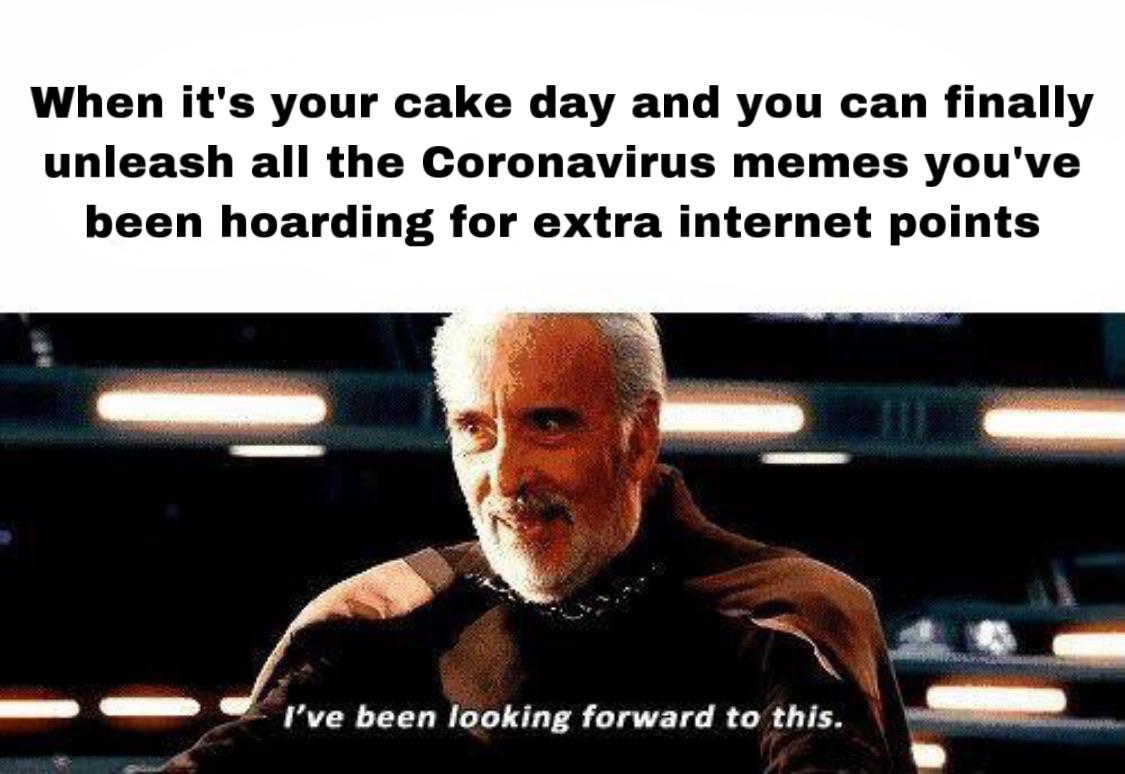 When it's your cake day and you can finally
unleash all the Coronavirus memes you've
been hoarding for extra internet points
I've been looking forward to this.